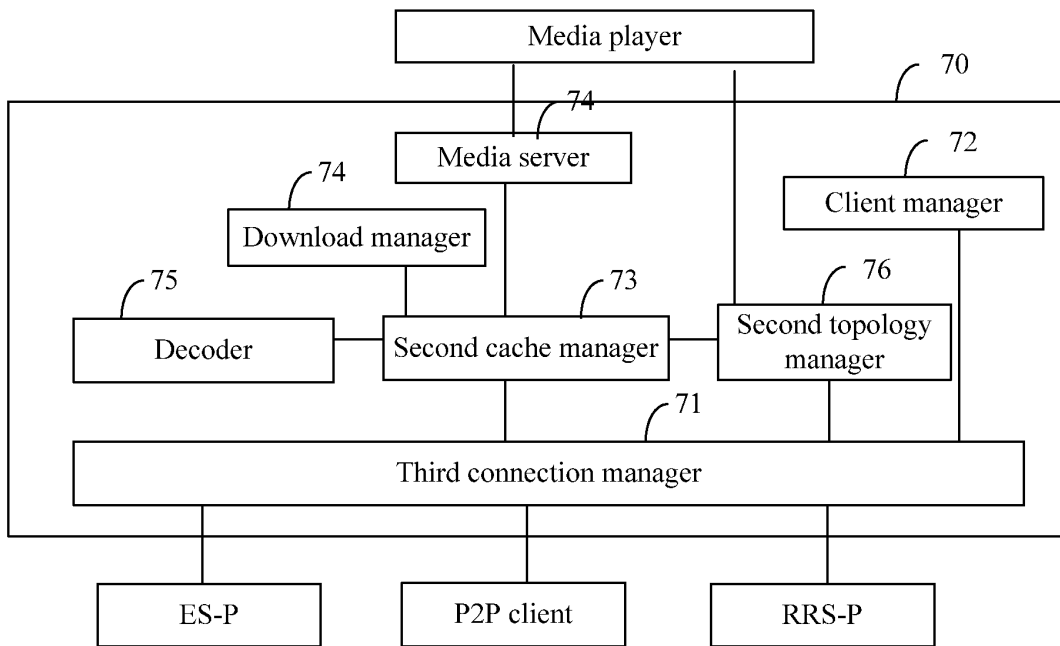 Media player
70
74
Media server
72
74
Client manager
Download manager
75
73
76
Decoder
Second cache manager
Second topology
manager
71
Third connection manager
ES-P
P2P client
RRS-P